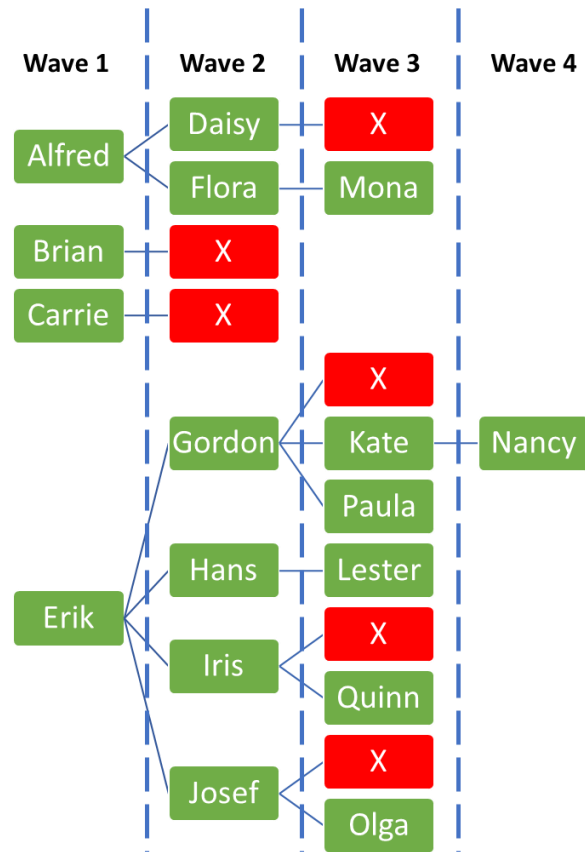 Wave 1 Wave 2 Wave 3 Wave 4
Daisy X
Alfred
Flora Mona
Brian X
Carrie X
X
Gordon Kate Nancy
Paula
Hans Lester
Erik
X
Iris
Quinn
X
Josef
Olga